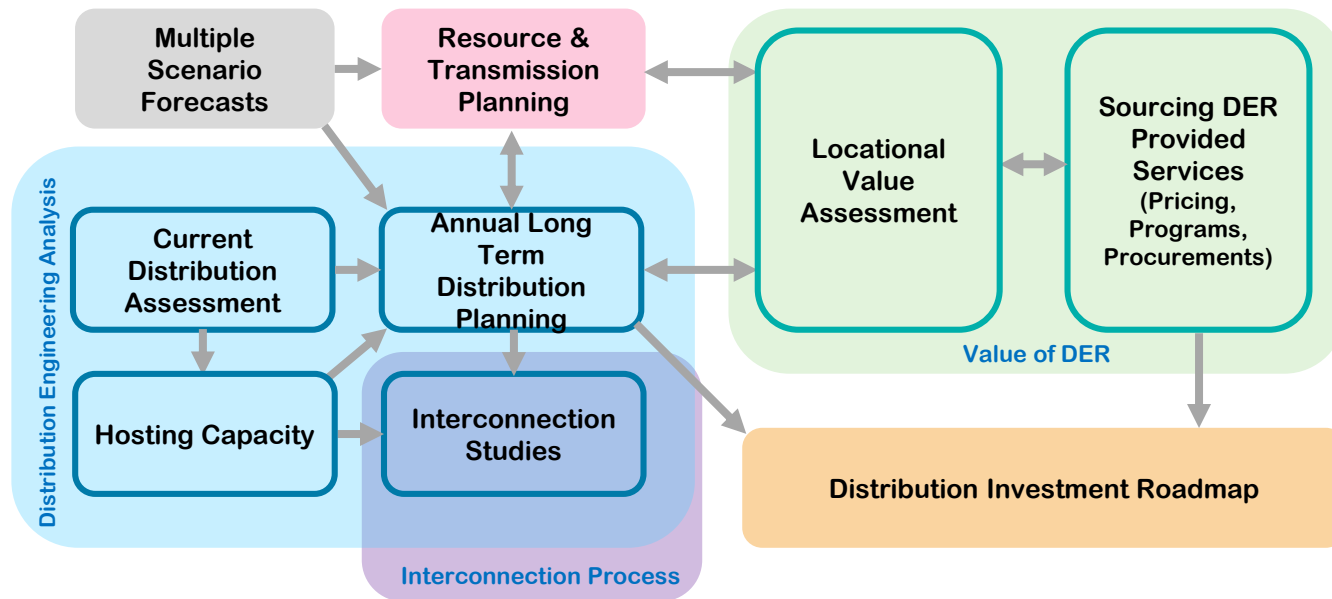 Multiple
Scenario
Forecasts
Resource &
Transmission
Planning
Locational
Value
Assessment
Sourcing DER
Provided
Services
(Pricing,
Programs,
Procurements)
Value of DER
Distribution Engineering Analysis
Current
Distribution
Assessment
Annual Long
Term
Distribution
Planning
Hosting Capacity
Interconnection
Studies
Interconnection Process
Distribution Investment Roadmap